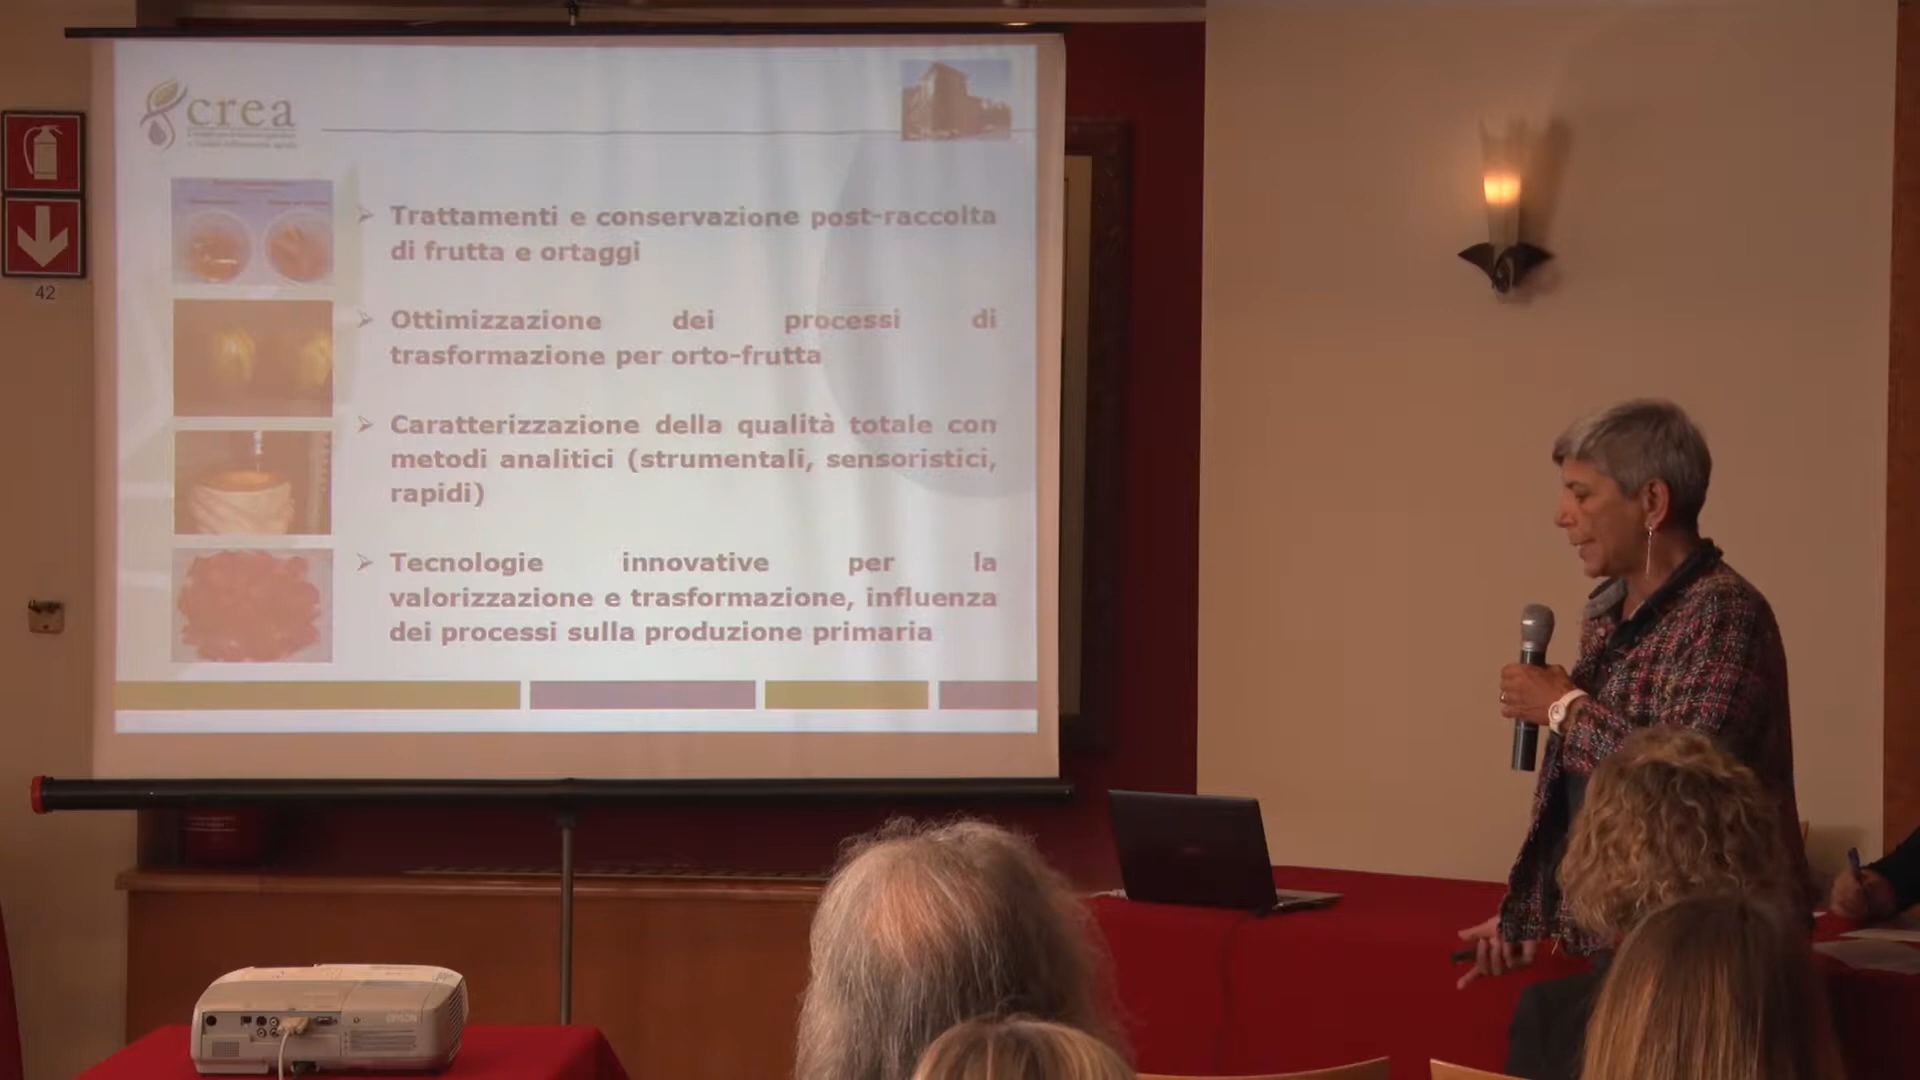 crea
Trattamenti e conservazione post-raccolta
di frutta e ortaggi
Ottimizzazione dei processi di
trasformazione per orto-frutta
Caratterizzazione della qualità totale con
metodi analitici (strumentali, sensoristici,
rapidi)
Tecnologie innovative per la
valorizzazione e trasformazione, influenza
dei processi sulla produzione primaria
42
EPSON